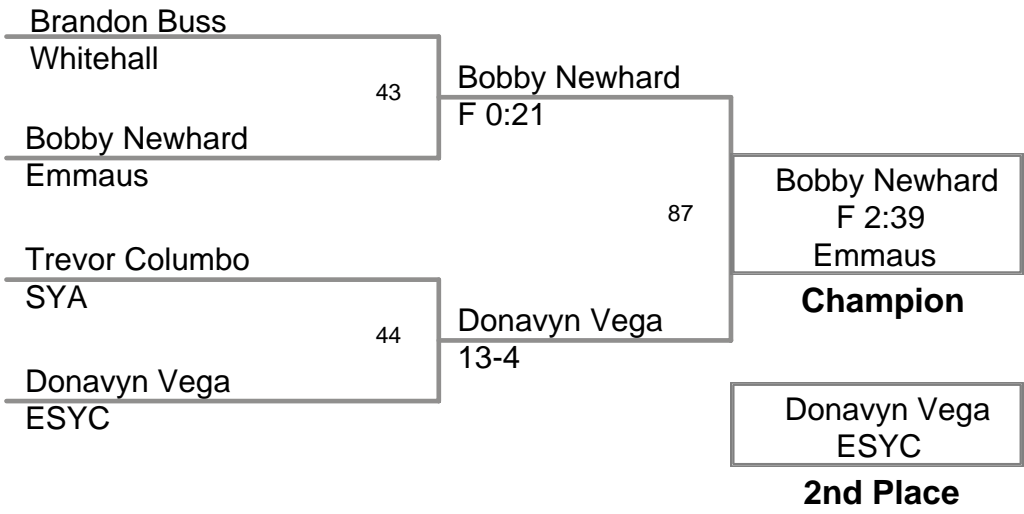 Brandon Buss
Whitehall
43
Bobby Newhard
F 0:21
Bobby Newhard
Emmaus
87
Bobby Newhard
F 2:39
Emmaus
Champion
Trevor Columbo
SYA
44
Donavyn Vega
13-4
Donavyn Vega
ESYC
Donavyn Vega
ESYC
2nd Place